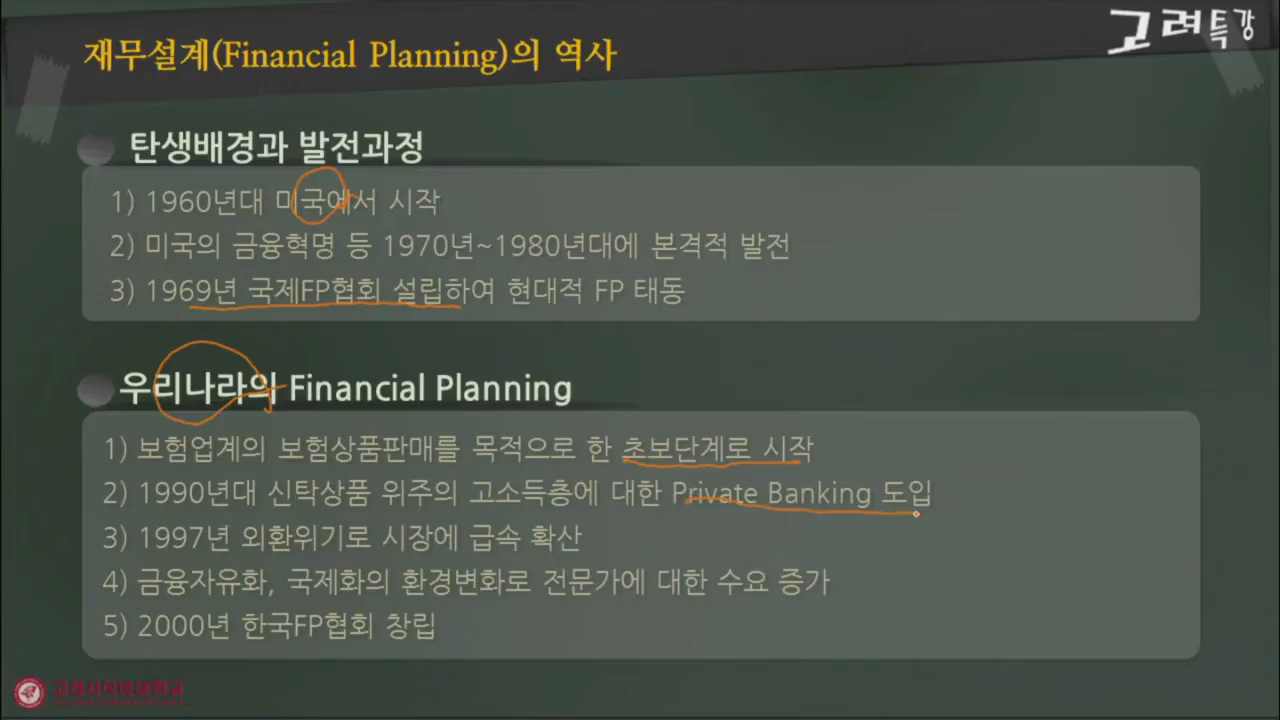 재무설계(Financial Planning)의 역사
고려특강
탄생배경과 발전과정
1) 1960년대 미국에서 시작
2) 미국의 금융혁명 등 1970년~1980년대에 본격적 발전
3) 1969년 국제FP협회 설립하여 현대적 FP 태동
우리나라의 Financial Planning
1) 보험업계의 보험상품판매를 목적으로 한 초보단계로 시작
2) 1990년대 신탁상품 위주의 고소득층에 대한 Private Banking 도입
3) 1997년 외환위기로 시장에 급속 확산
4) 금융자유화, 국제화의 환경변화로 전문가에 대한 수요 증가
5) 2000년 한국FP협회 창립
고려사이버대학교